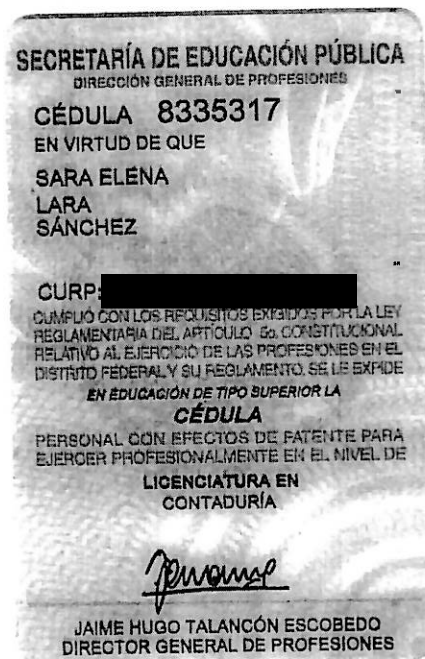 SECRETARÍA DE EDUCACIÓN PÚBLICA
DIRECCIÓN GENERAL DE PROFESIONES
CÉDULA 8335317
EN VIRTUD DE QUE
SARA ELENA
LARA
SÁNCHEZ
CURP:
CUMPLIÓ CON LOS REQUISITOS EXIGIDOS POR LA LEY
REGLAMENTARIA DEL ARTÍCULO 5o. CONSTITUCIONAL
RELATIVO AL EJERCICIO DE LAS PROFESIONES EN EL
DISTRITO FEDERAL Y SU REGLAMENTO, SE LE EXPIDE
EN EDUCACIÓN DE TIPO SUPERIOR LA
CÉDULA
PERSONAL CON EFECTOS DE PATENTE PARA
EJERCER PROFESIONALMENTE EN EL NIVEL DE
LICENCIATURA EN
CONTADURÍA
JAIME HUGO TALANCÓN ESCOBEDO
DIRECTOR GENERAL DE PROFESIONES